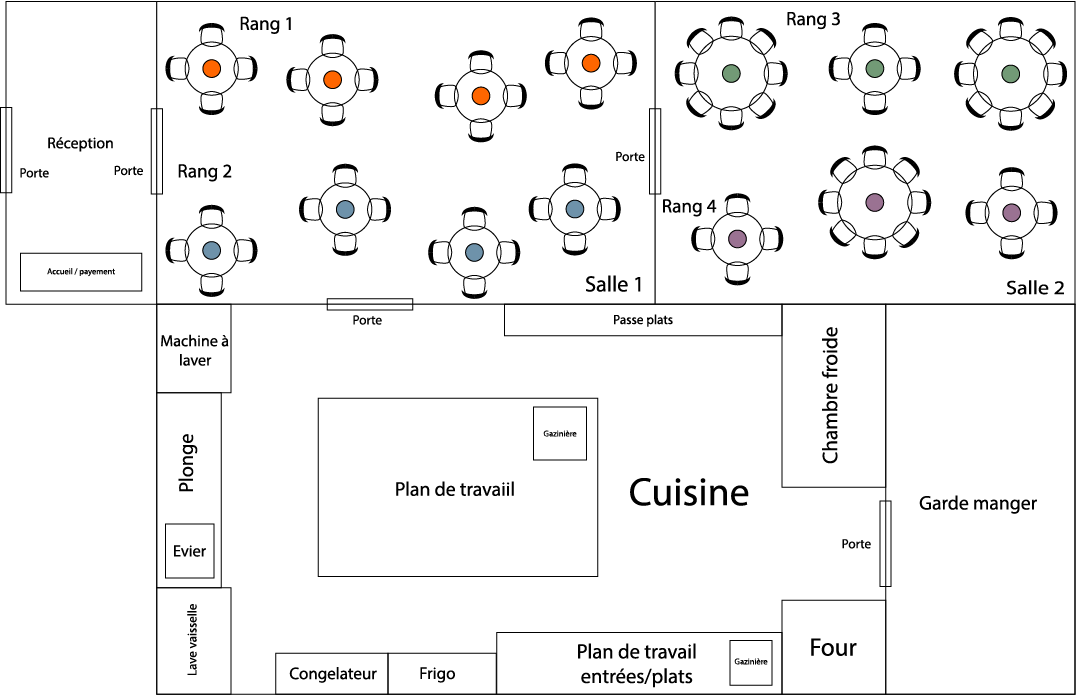 Rang 1
Rang 3
Réception
Porte
Porte
Rang 2
Porte
Rang 4
Accueil / payement
Salle 1
Salle 2
Porte
Passe plats
Machine à
laver
Chambre froide
Plonge
Gazinière
Plan de travaiil
Cuisine
Garde manger
Evier
Porte
Lave vaisselle
Congelateur
Frigo
Plan de travail
entrées/plats
Gazinière
Four